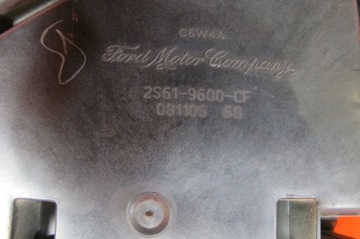 C6W4A
Ford Motor Company
2S61-9600-CF
081106 6B